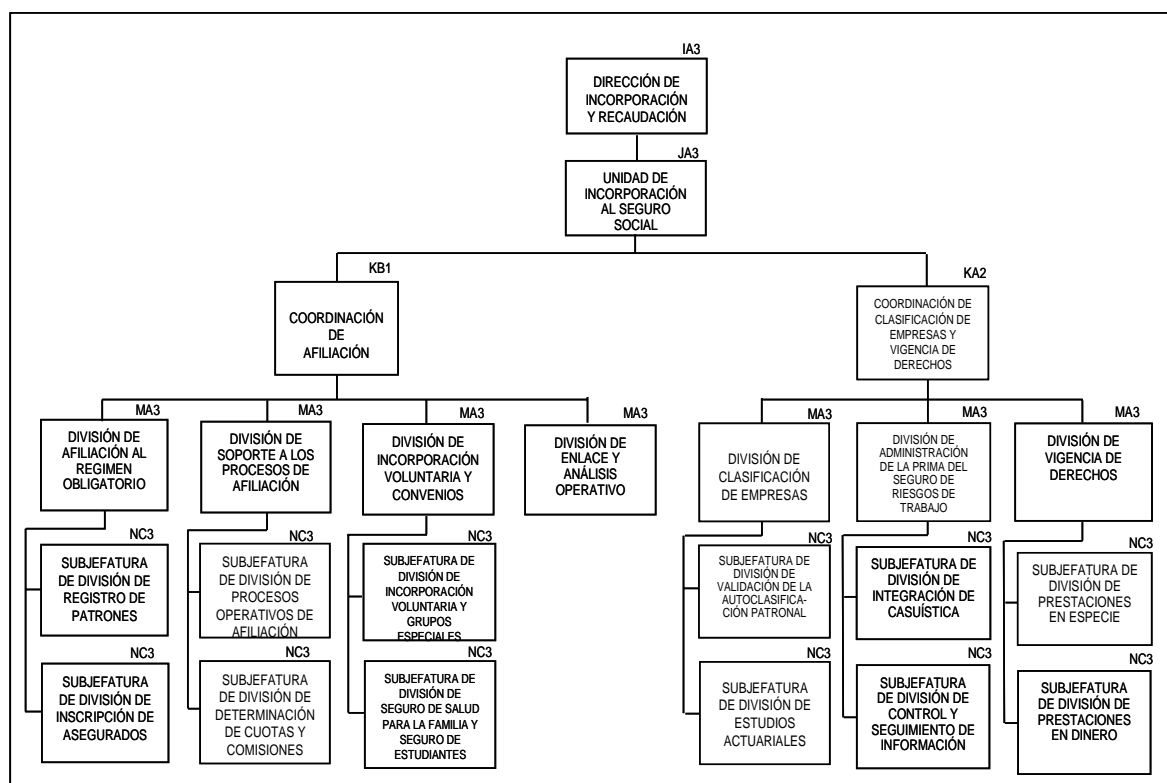 IA3
DIRECCIÓN DE
INCORPORACIÓN
Y RECAUDACIÓN
JA3
UNIDAD DE
INCORPORACIÓN
AL SEGURO
SOCIAL
KB1
COORDINACIÓN
DE
AFILIACIÓN
KA2
COORDINACIÓN DE
CLASIFICACIÓN DE
EMPRESAS Y
VIGENCIA DE
DERECHOS
MA3
DIVISIÓN DE
AFILIACIÓN AL
REGIMEN
OBLIGATORIO
MA3
DIVISIÓN DE
SOPORTE A LOS
PROCESOS DE
AFILIACIÓN
MA3
DIVISIÓN DE
INCORPORACIÓN
VOLUNTARIA Y
CONVENIOS
MA3
DIVISIÓN DE
ENLACE Y
ANÁLISIS
OPERATIVO
MA3
DIVISIÓN DE
CLASIFICACIÓN
DE EMPRESAS
MA3
DIVISIÓN DE
ADMINISTRACIÓN
DE LA PRIMA DEL
SEGURO DE
RIESGOS DE
TRABAJO
MA3
DIVISIÓN DE
VIGENCIA DE
DERECHOS
NC3
SUBJEFATURA
DE DIVISIÓN DE
REGISTRO DE
PATRONES
NC3
SUBJEFATURA
DE DIVISIÓN DE
PROCESOS
OPERATIVOS DE
AFILIACIÓN
NC3
SUBJEFATURA DE
DIVISIÓN DE
INCORPORACIÓN
VOLUNTARIA Y
GRUPOS
ESPECIALES
NC3
SUBJEFATURA DE
DIVISIÓN DE
VALIDACIÓN DE LA
AUTOCLASIFICA-
CIÓN PATRONAL
NC3
SUBJEFATURA DE
DIVISIÓN DE
INTEGRACIÓN DE
CASUÍSTICA
NC3
SUBJEFATURA DE
DIVISIÓN DE
PRESTACIONES
EN ESPECIE
NC3
SUBJEFATURA
DE DIVISIÓN DE
INSCRIPCIÓN DE
ASEGURADOS
NC3
SUBJEFATURA
DE DIVISIÓN DE
DETERMINACIÓN
DE CUOTAS Y
COMISIONES
NC3
SUBJEFATURA DE
DIVISIÓN DE
SEGURO DE SALUD
PARA LA FAMILIA Y
SEGURO DE
ESTUDIANTES
NC3
SUBJEFATURA
DE DIVISIÓN DE
ESTUDIOS
ACTUARIALES
NC3
SUBJEFATURA
DE DIVISIÓN DE
CONTROL Y
SEGUIMIENTO DE
INFORMACIÓN
NC3
SUBJEFATURA
DE DIVISIÓN DE
PRESTACIONES
EN DINERO